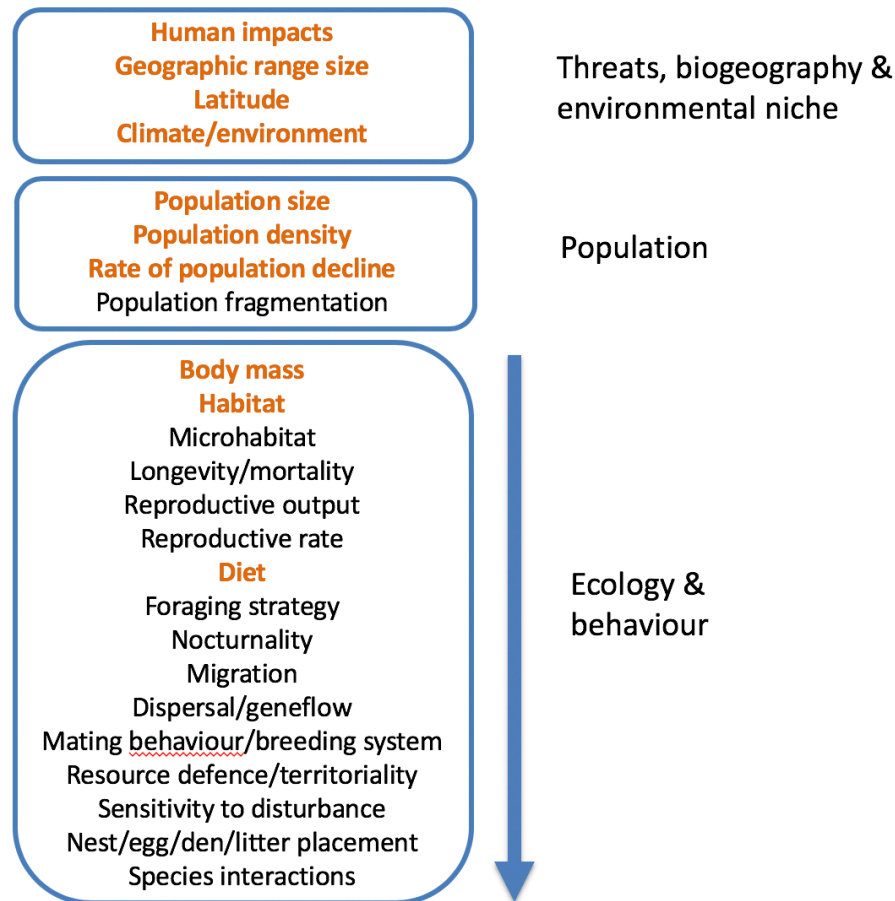 Human impacts
Geographic range size
Latitude
Climate/environment
Threats, biogeography &
environmental niche
Population size
Population density
Rate of population decline
Population fragmentation
Population
Body mass
Habitat
Microhabitat
Longevity/mortality
Reproductive output
Reproductive rate
Diet
Foraging strategy
Nocturnality
Migration
Dispersal/geneflow
Mating behaviour/breeding system
Resource defence/territoriality
Sensitivity to disturbance
Nest/egg/den/litter placement
Species interactions
Ecology &
behaviour